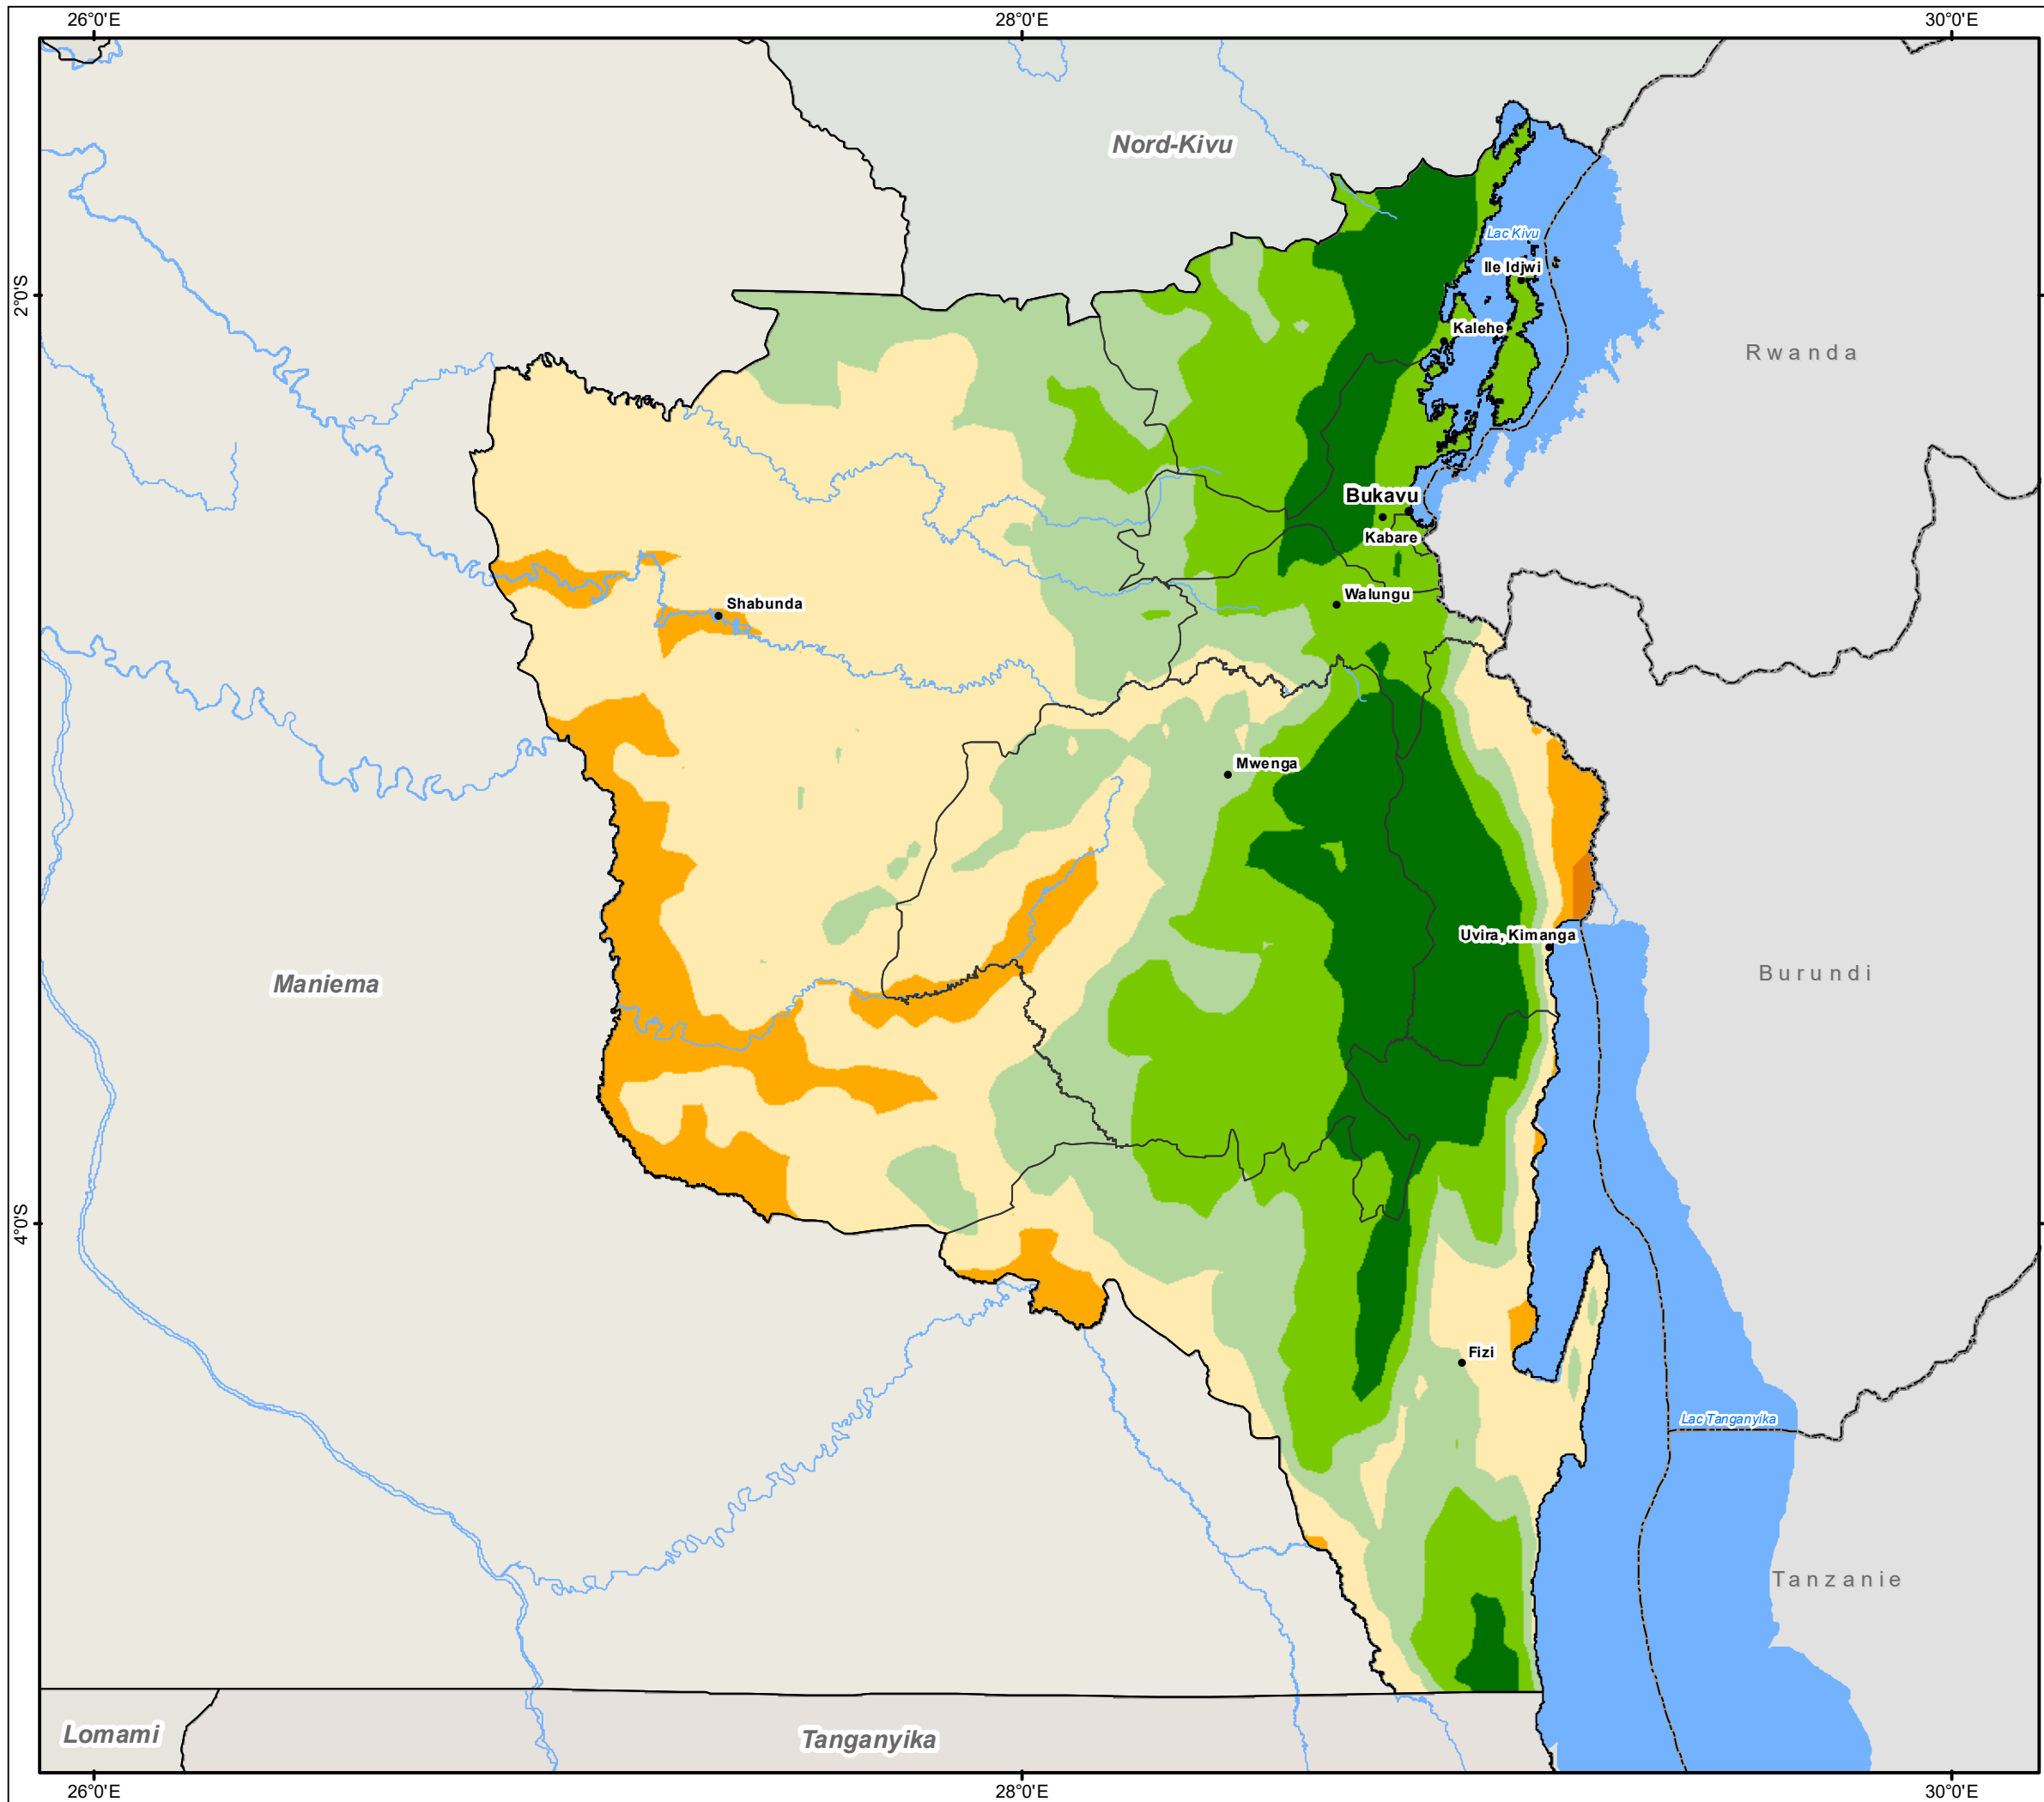 26°0'E
28°0'E
30°0'E
Nord-Kivu
Lac Kivu
Ile Idjwi
2°0'S
Kalehe
Rwanda
Bukavu
Kabare
Walungu
Shabunda
Mwenga
Uvira, Kimanga
Burundi
Maniema
4°0'S
Fizi
Lac Tanganyika
Tanzanie
Lomami
Tanganyika
26°0'E
28°0'E
30°0'E